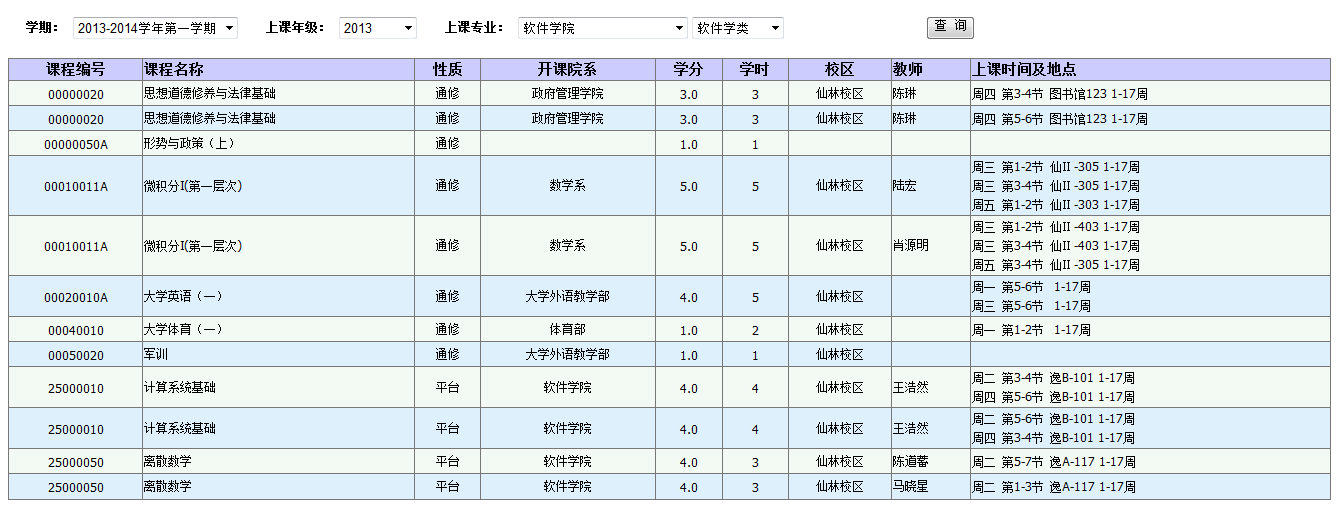 学期： 2013-2014学年第一学期 上课年级： 2013 上课专业： 软件学院 软件学类 查 询
课程编号 课程名称 性质 开课院系 学分 学时 校区 教师 上课时间及地点
00000020 思想道德修养与法律基础 通修 政府管理学院 3.0 3 仙林校区 陈琳 周四 第3-4节 图书馆123 1-17周
00000020 思想道德修养与法律基础 通修 政府管理学院 3.0 3 仙林校区 陈琳 周四 第5-6节 图书馆123 1-17周
00000050A 形势与政策（上） 通修 1.0 1
00010011A 微积分I(第一层次) 通修 数学系 5.0 5 仙林校区 陆宏 周三 第1-2节 仙II -305 1-17周
周三 第3-4节 仙II -305 1-17周
周五 第1-2节 仙II -303 1-17周
00010011A 微积分I(第一层次) 通修 数学系 5.0 5 仙林校区 肖源明 周三 第1-2节 仙II -403 1-17周
周三 第3-4节 仙II -403 1-17周
周五 第3-4节 仙II -305 1-17周
00020010A 大学英语（一） 通修 大学外语教学部 4.0 5 仙林校区 周一 第5-6节 1-17周
周三 第5-6节 1-17周
00040010 大学体育（一） 通修 体育部 1.0 2 仙林校区 周一 第1-2节 1-17周
00050020 军训 通修 大学外语教学部 1.0 1 仙林校区
25000010 计算系统基础 平台 软件学院 4.0 4 仙林校区 王浩然 周二 第3-4节 逸B-101 1-17周
周四 第5-6节 逸B-101 1-17周
25000010 计算系统基础 平台 软件学院 4.0 4 仙林校区 王浩然 周二 第5-6节 逸B-101 1-17周
周四 第3-4节 逸B-101 1-17周
25000050 离散数学 平台 软件学院 4.0 3 仙林校区 陈道蓄 周二 第5-7节 逸A-117 1-17周
25000050 离散数学 平台 软件学院 4.0 3 仙林校区 马晓星 周二 第1-3节 逸A-117 1-17周